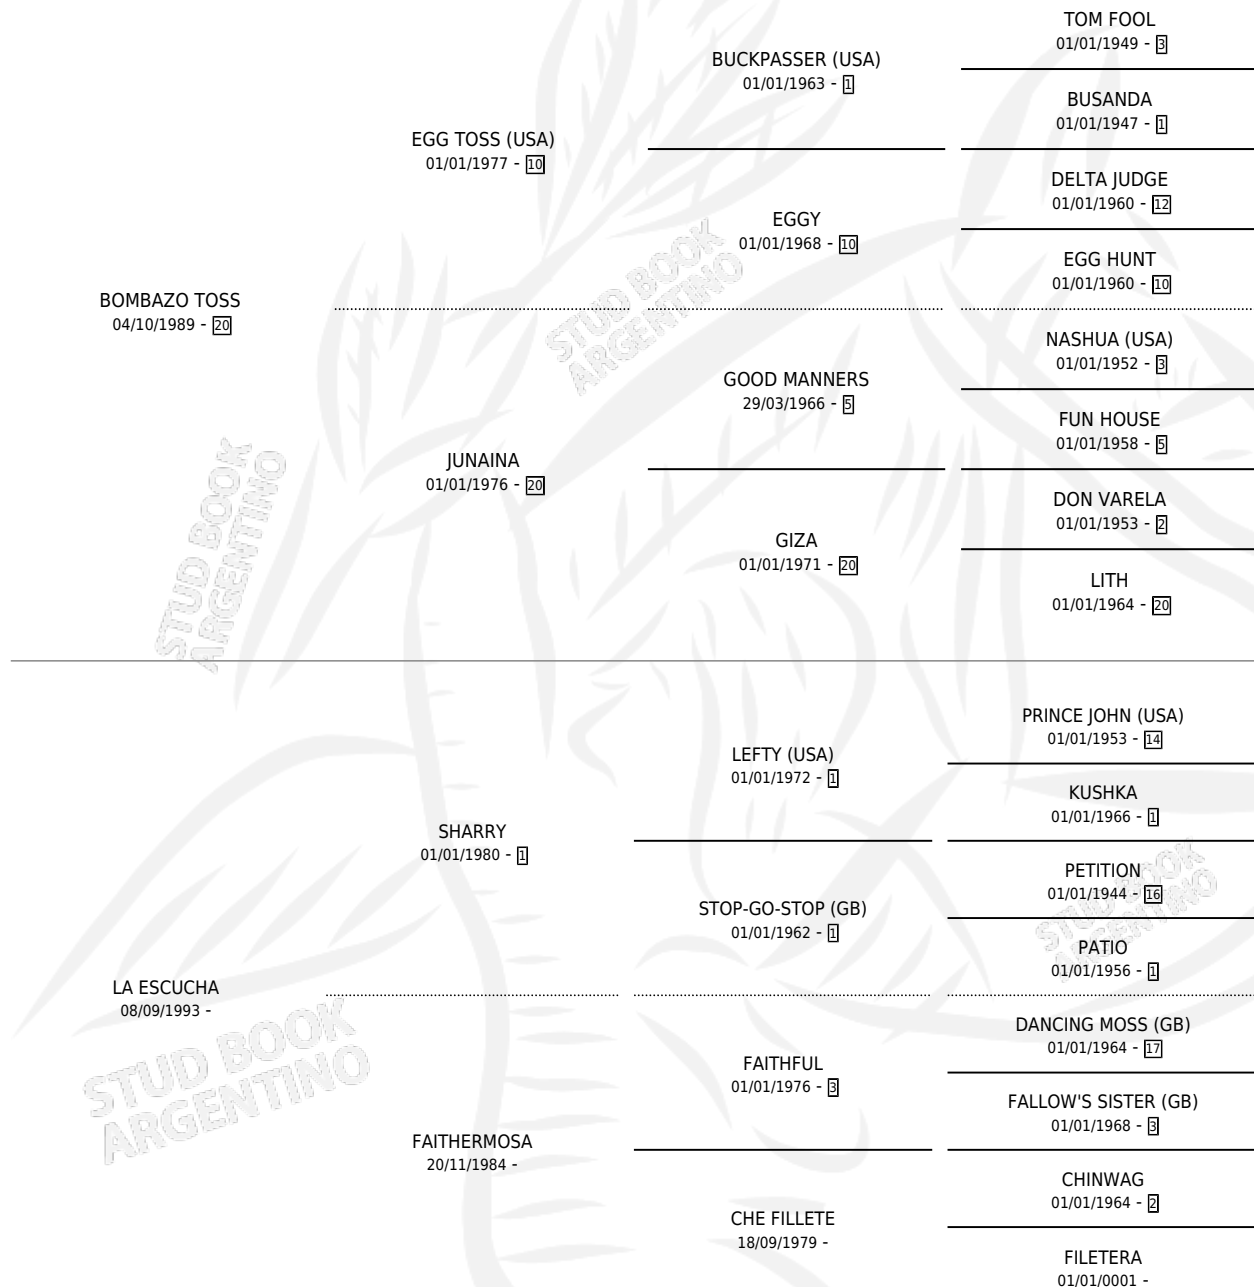 TOM FOOL
01/01/1949 - 3
BUCKPASSER (USA)
01/01/1963 - 1
BUSANDA
01/01/1947 - 1
EGG TOSS (USA)
01/01/1977 - 10
DELTA JUDGE
01/01/1960 - 12
EGGY
01/01/1968 - 10
EGG HUNT
01/01/1960 - 10
BOMBAZO TOSS
04/10/1989 - 20
NASHUA (USA)
01/01/1952 - 3
GOOD MANNERS
29/03/1966 - 5
FUN HOUSE
01/01/1958 - 5
JUNAINA
01/01/1976 - 20
DON VARELA
01/01/1953 - 2
GIZA
01/01/1971 - 20
LITH
01/01/1964 - 20
PRINCE JOHN (USA)
01/01/1953 - 14
LEFTY (USA)
01/01/1972 - 1
KUSHKA
01/01/1966 - 1
SHARRY
01/01/1980 - 1
PETITION
01/01/1944 - 16
STOP-GO-STOP (GB)
01/01/1962 - 1
PATIO
01/01/1956 - 1
LA ESCUCHA
08/09/1993 -
DANCING MOSS (GB)
01/01/1964 - 17
FAITHFUL
01/01/1976 - 3
FALLOW'S SISTER (GB)
01/01/1968 - 3
FAITHERMOSA
20/11/1984 -
CHINWAG
01/01/1964 - 2
CHE FILLETE
18/09/1979 -
FILETERA
01/01/0001 -
STUD BOOK
ARGENTINO
STUD BOOK
ARGENTINO
STUD BOOK
ARGENTINO
STUD BOOK
ARGENTINO